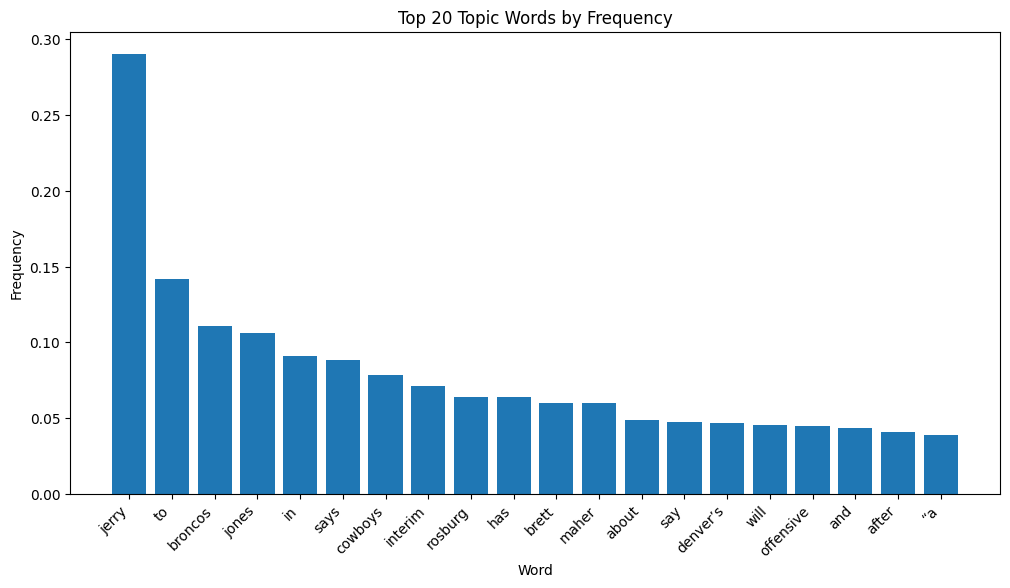 Top 20 Topic Words by Frequency
0.30
0.25
0.20
0.15
0.10
0.05
0.00
Frequency
jerry
to
broncos
jones
in
says
cowboys
interim
rosburg
has
brett
maher
about
say
denver’s
will
offensive
and
after
“a
Word